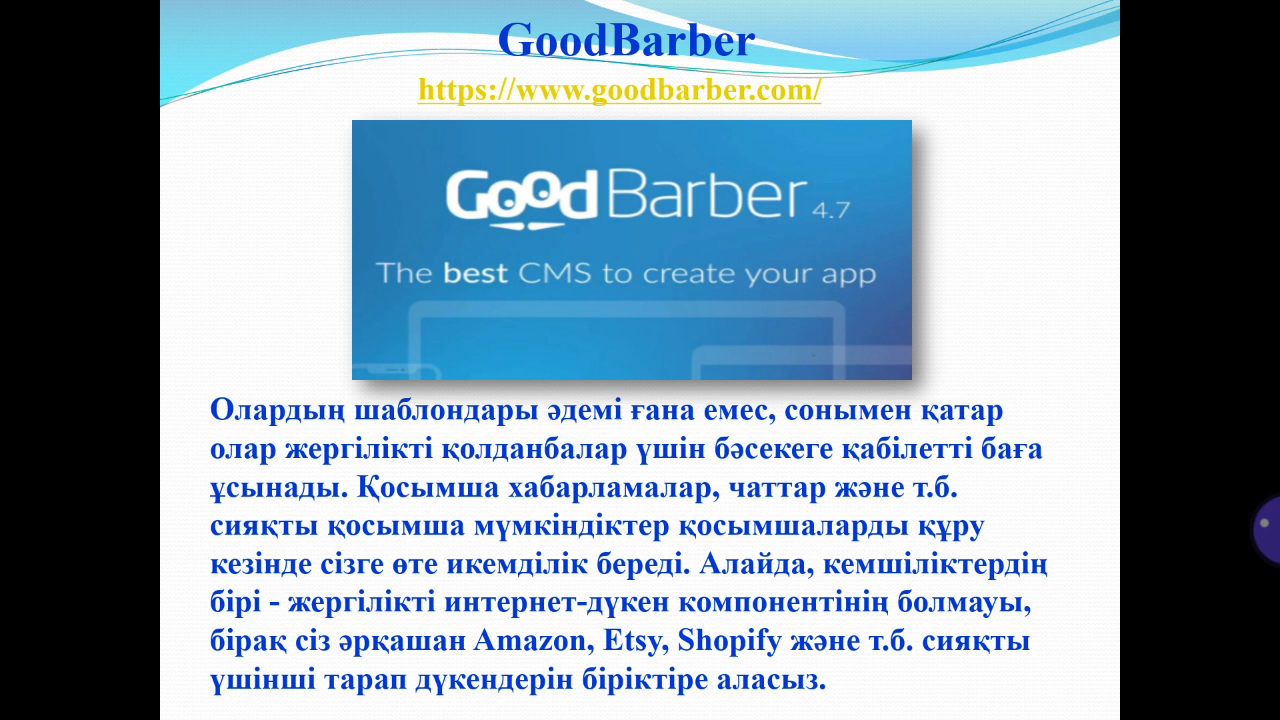 GoodBarber
https://www.goodbarber.com/
GoodBarber 4.7
The best CMS to create your app
Олардың шаблондары әдемі ғана емес, сонымен қатар
олар жергілікті қолданбалар үшін бәсекеге қабілетті баға
ұсынады. Қосымша хабарламалар, чаттар және т.б.
сияқты қосымша мүмкіндіктер қосымшаларды құру
кезінде сізге өте икемділік береді. Алайда, кемшіліктердің
бірі - жергілікті интернет-дүкен компонентінің болмауы,
бірақ сіз әрқашан Amazon, Etsy, Shopify және т.б. сияқты
үшінші тарап дүкендерін біріктіре аласыз.